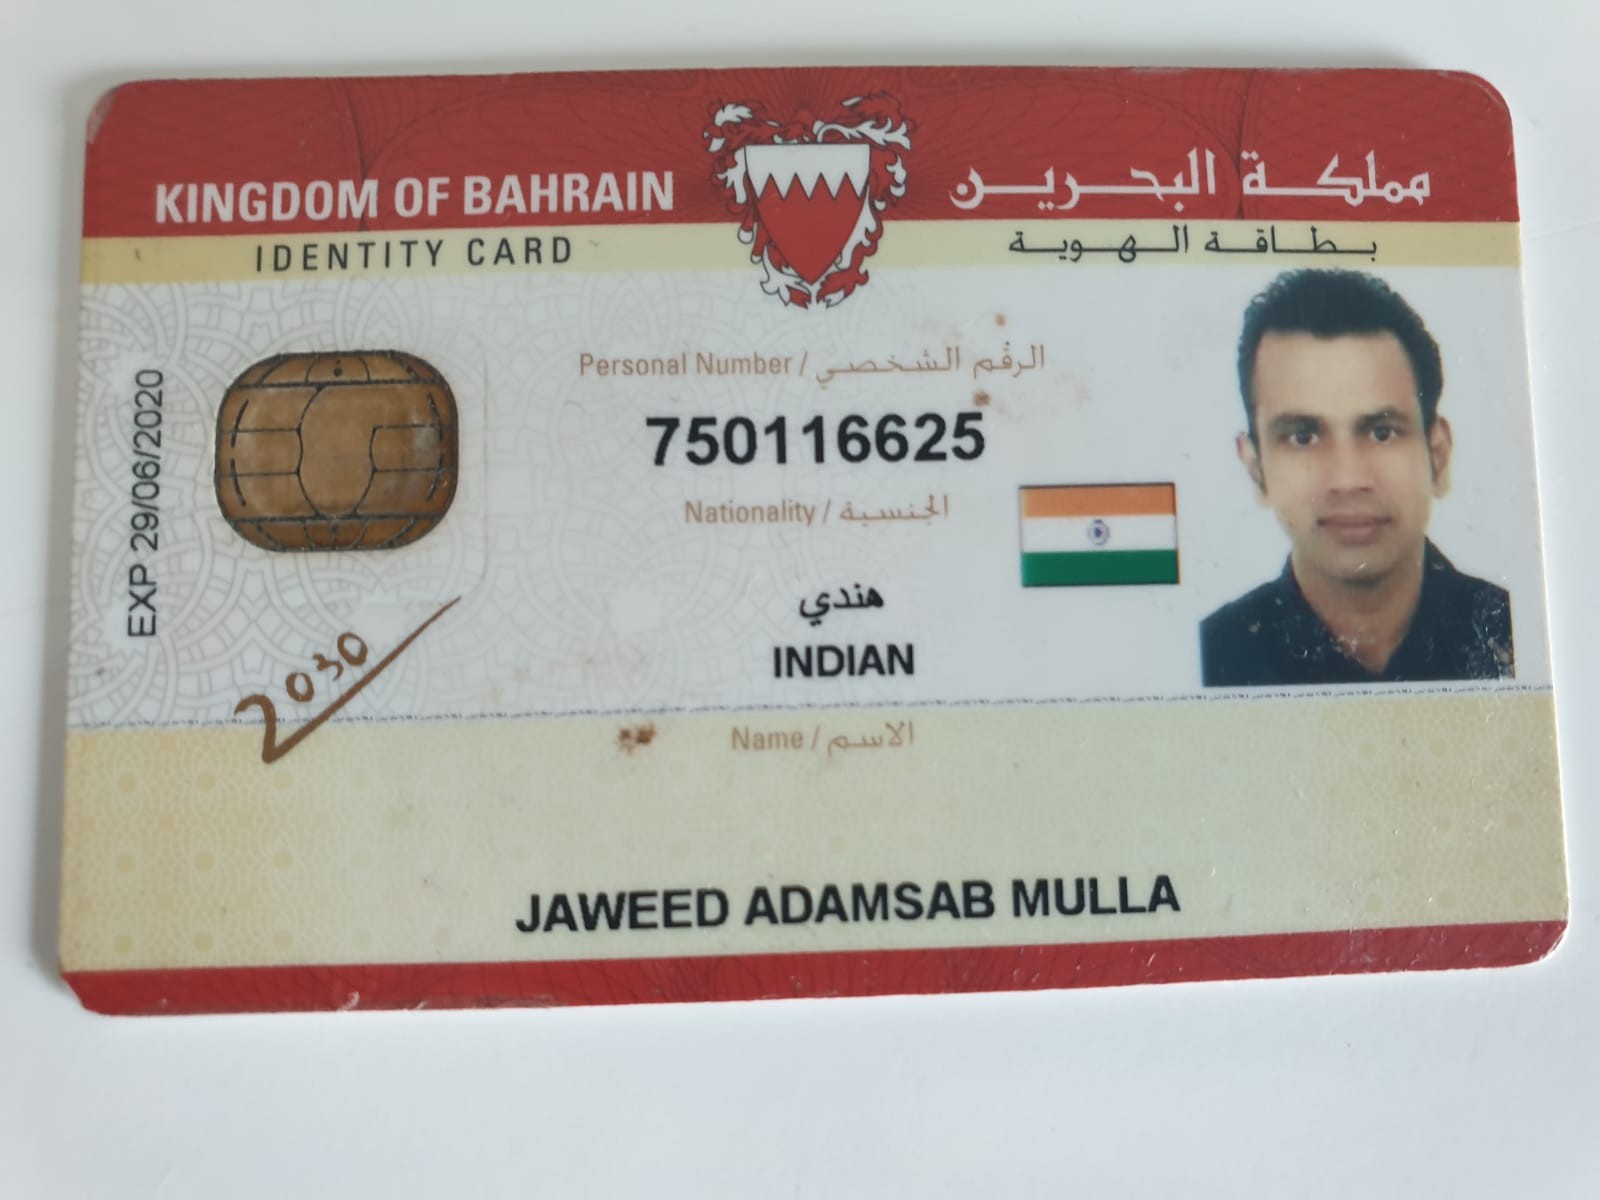 KINGDOM OF BAHRAIN
مملكة البحرين
IDENTITY CARD
بطاقة الهوية
Personal Number / الرقم الشخصي
750116625
Nationality / الجنسية
هندي
INDIAN
EXP 29/06/2020
2030
Name / الاسم
JAWEED ADAMSAB MULLA